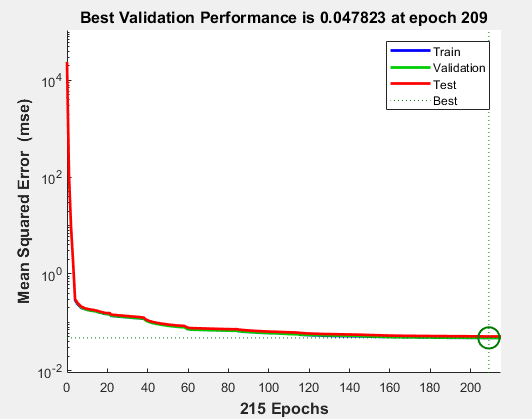 Best Validation Performance is 0.047823 at epoch 209
Train
Validation
Test
Best
Mean Squared Error (mse)
10^4
10^2
10^0
10^-2
0 20 40 60 80 100 120 140 160 180 200
215 Epochs